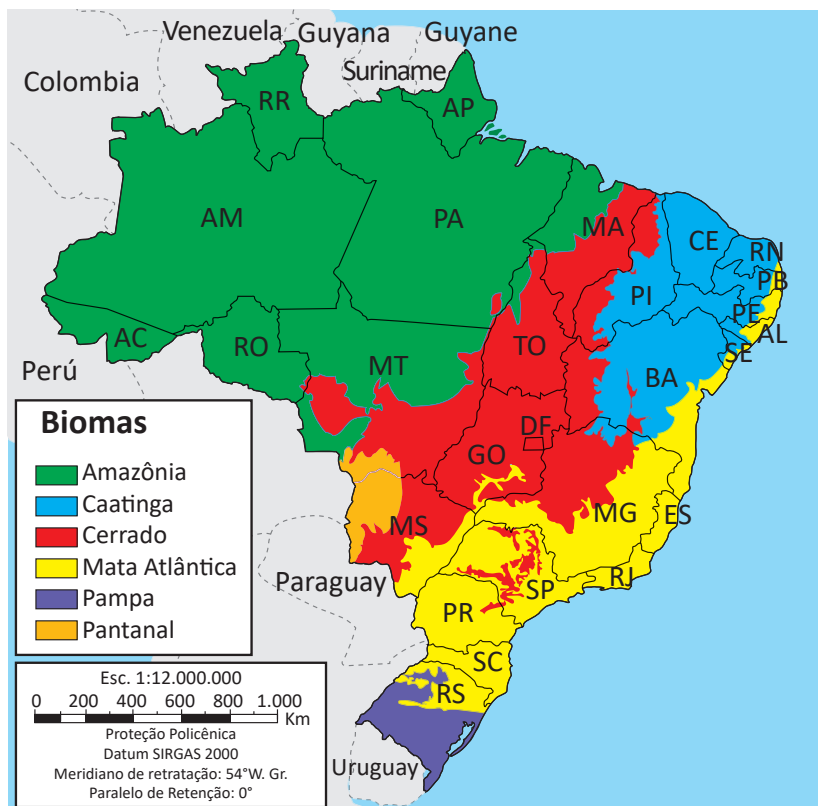 Venezuela
Guyana
Guyane
Colombia
Suriname
RR
AP
AM
PA
MA
CE
RN
PB
PI
PE
AL
AC
RO
TO
SE
MT
BA
Perú
DF
GO
MS
MG
ES
Paraguay
SP
RJ
PR
SC
RS
Uruguay
Biomas
Amazônia
Caatinga
Cerrado
Mata Atlântica
Pampa
Pantanal
Esc. 1:12.000.000
0 200 400 600 800 1.000
Km
Proteção Policênica
Datum SIRGAS 2000
Meridiano de retratação: 54°W. Gr.
Paralelo de Retenção: 0°